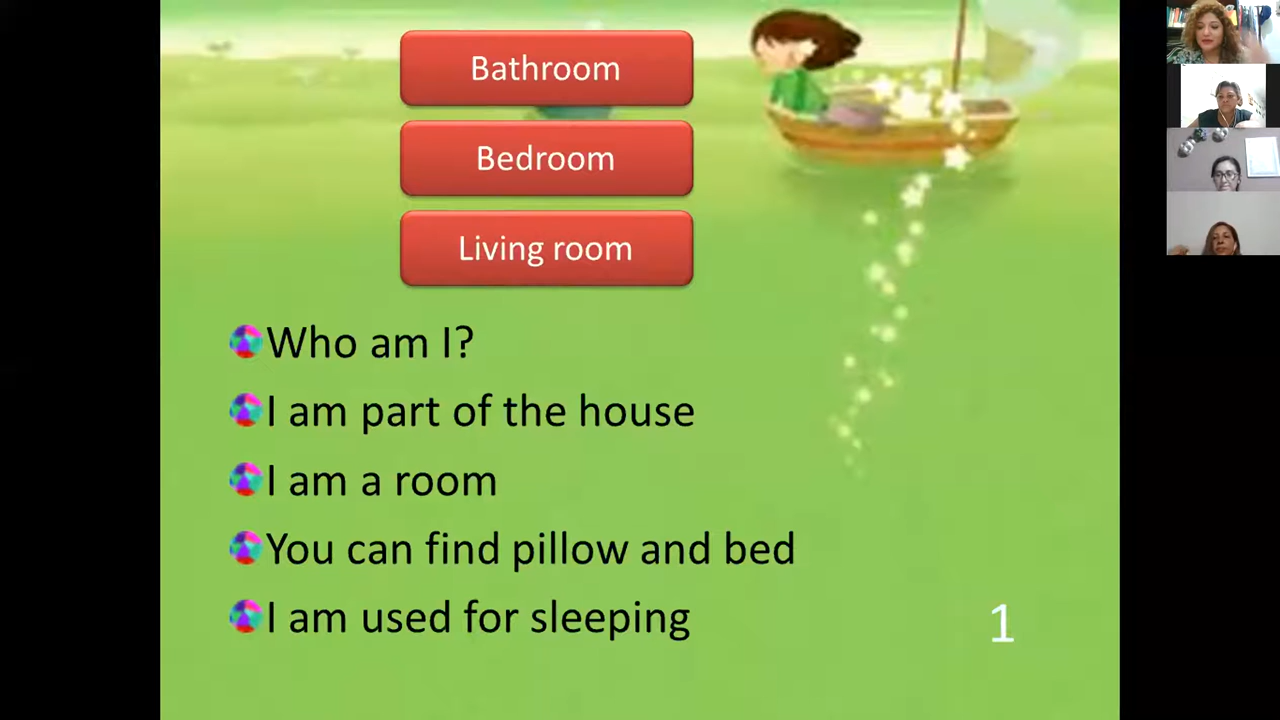 Bathroom
Bedroom
Living room
Who am I?
I am part of the house
I am a room
You can find pillow and bed
I am used for sleeping
1